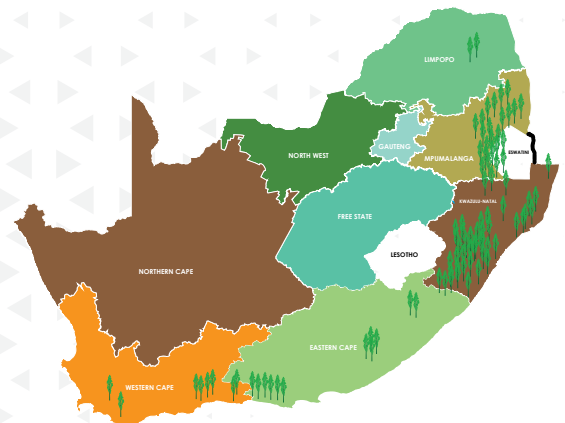 LIMPOPO
NORTH WEST
GAUTENG
MPUMALANGA
ESWATINI
KWAZULU-NATAL
FREE STATE
LESOTHO
NORTHERN CAPE
EASTERN CAPE
WESTERN CAPE